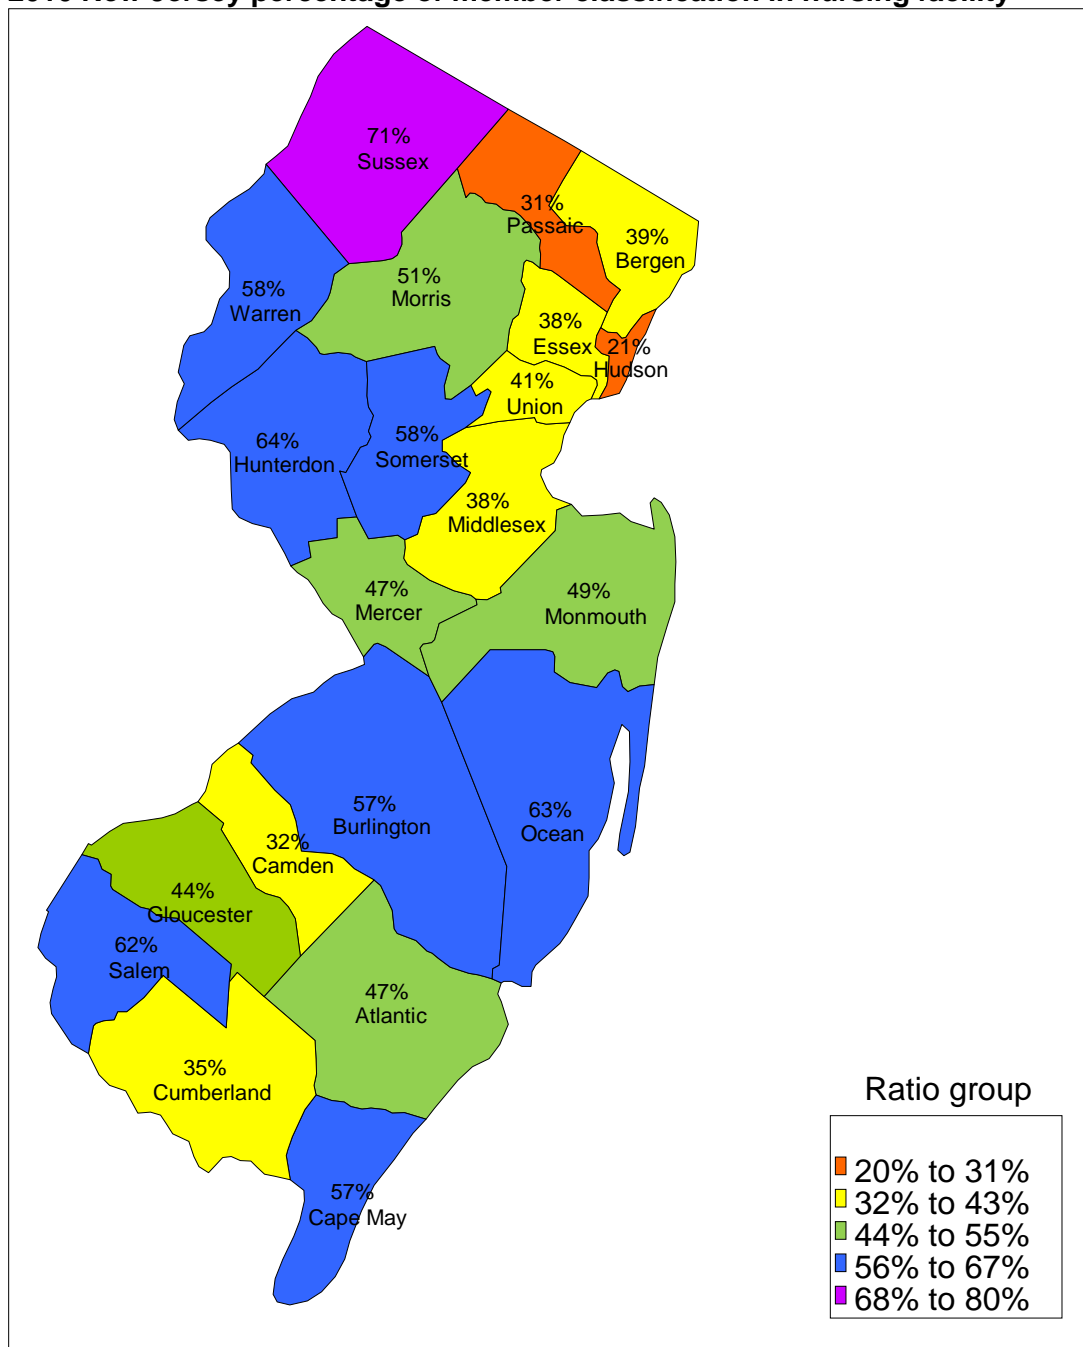 71%
Sussex
31%
Passaic
39%
Bergen
51%
Morris
58%
Warren
38%
Essex
21%
Hudson
41%
Union
64%
Hunterdon
58%
Somerset
38%
Middlesex
47%
Mercer
49%
Monmouth
57%
Burlington
63%
Ocean
32%
Camden
44%
Gloucester
62%
Salem
47%
Atlantic
35%
Cumberland
57%
Cape May
Ratio group
20% to 31%
32% to 43%
44% to 55%
56% to 67%
68% to 80%